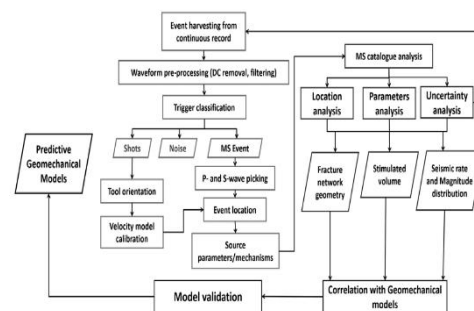 Event harvesting from
continuous record
Waveform pre-processing (DC removal, filtering)
Trigger classification
Shots
Noise
MS Event
Tool orientation
P- and S-wave picking
Velocity model
calibration
Event location
Source
parameters/mechanisms
MS catalogue analysis
Location
analysis
Parameters
analysis
Uncertainty
analysis
Fracture
network
geometry
Stimulated
volume
Seismic rate
and Magnitude
distribution
Correlation with Geomechanical
models
Model validation
Predictive
Geomechanical
Models